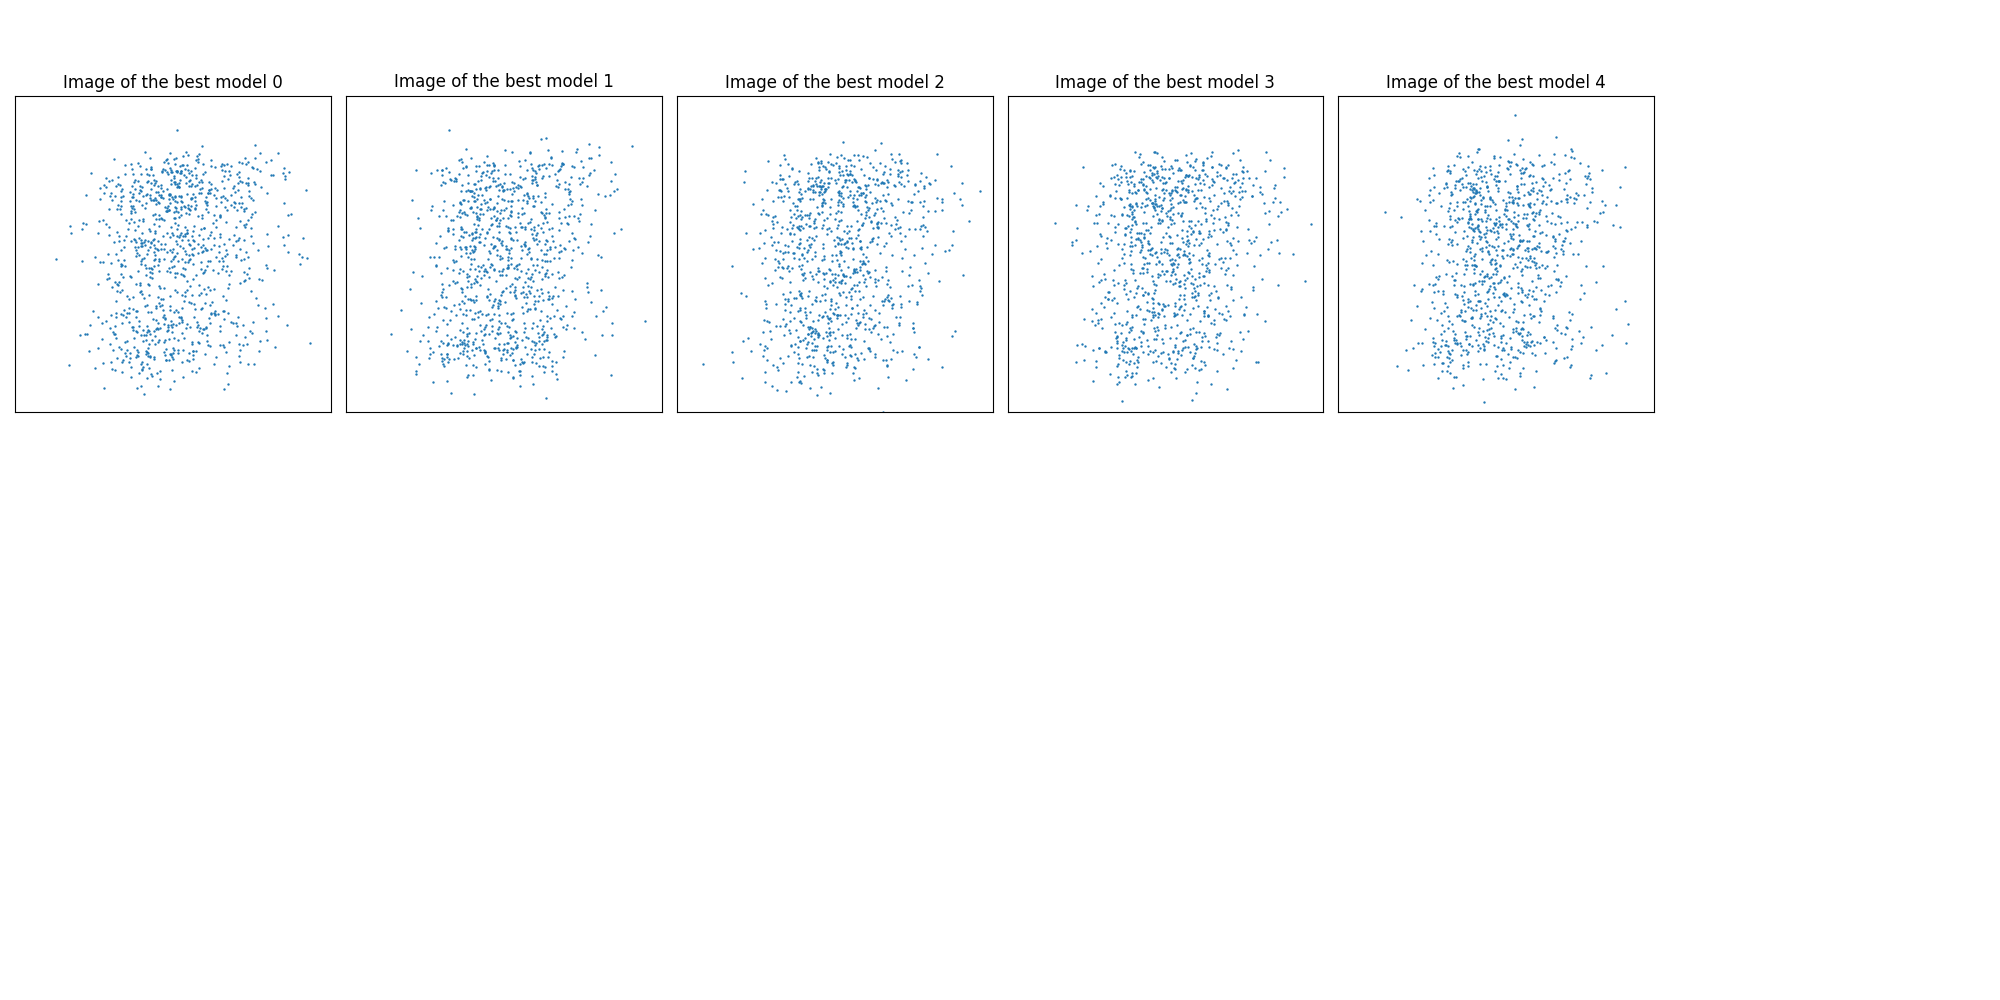 Image of the best model 0
Image of the best model 1
Image of the best model 2
Image of the best model 3
Image of the best model 4